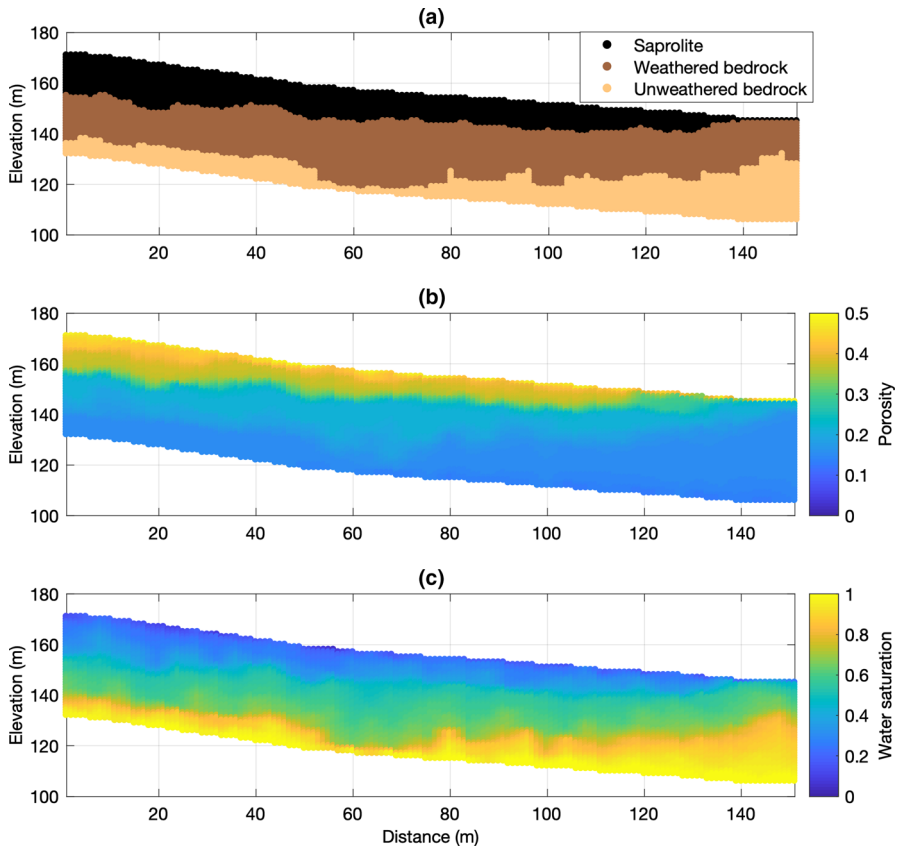 (a)
180
160
140
120
100
Elevation (m)
Saprolite
Weathered bedrock
Unweathered bedrock
20 40 60 80 100 120 140
(b)
180
160
140
120
100
Elevation (m)
20 40 60 80 100 120 140
0.5
0.4
0.3
0.2
0.1
0
Porosity
(c)
180
160
140
120
100
Elevation (m)
20 40 60 80 100 120 140
Distance (m)
1
0.8
0.6
0.4
0.2
0
Water saturation